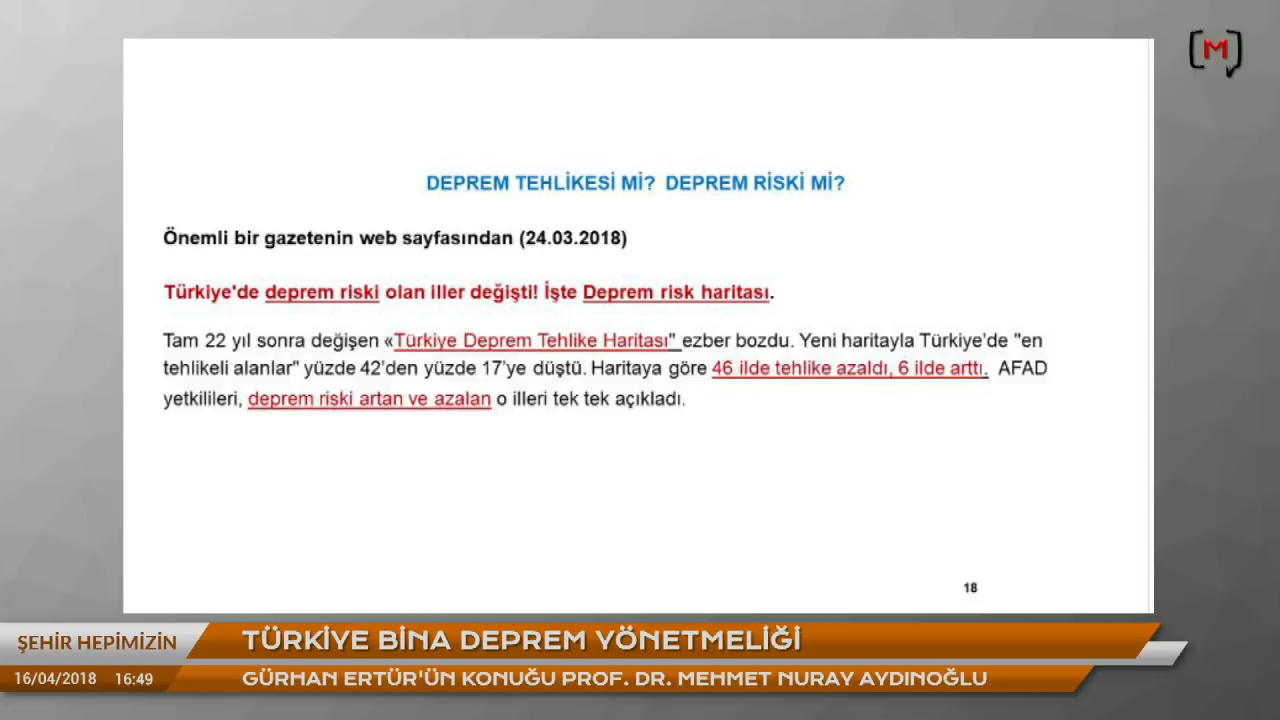 [M]
DEPREM TEHLİKESİ Mİ? DEPREM RİSKİ Mİ?
Önemli bir gazetenin web sayfasından (24.03.2018)
Türkiye'de deprem riski olan iller değişti! İşte Deprem risk haritası.
Tam 22 yıl sonra değişen «Türkiye Deprem Tehlike Haritası" ezber bozdu. Yeni haritayla Türkiye'de "en
tehlikeli alanlar" yüzde 42'den yüzde 17'ye düştü. Haritaya göre 46 ilde tehlike azaldı, 6 ilde arttı. AFAD
yetkilileri, deprem riski artan ve azalan o illeri tek tek açıkladı.
18
ŞEHİR HEPİMİZİN
TÜRKİYE BİNA DEPREM YÖNETMELİĞİ
16/04/2018 16:49
GÜRHAN ERTÜR'ÜN KONUĞU PROF. DR. MEHMET NURAY AYDINOĞLU